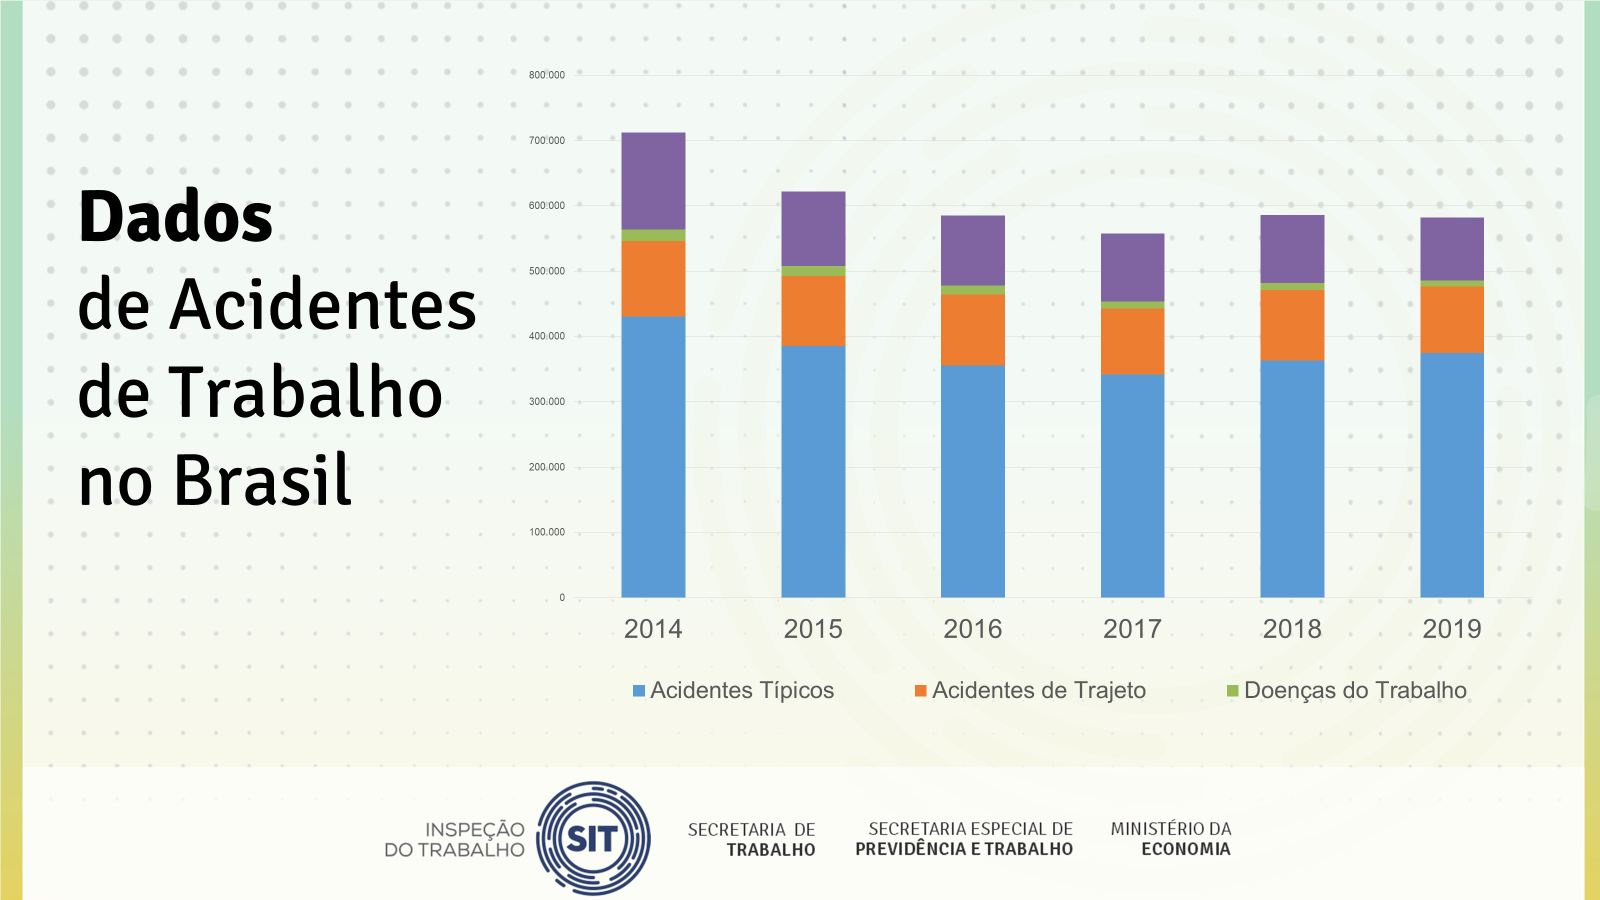 Dados
de Acidentes
de Trabalho
no Brasil
800.000
700.000
600.000
500.000
400.000
300.000
200.000
100.000
0
2014 2015 2016 2017 2018 2019
Acidentes Típicos Acidentes de Trajeto Doenças do Trabalho
INSPEÇÃO
DO TRABALHO
SIT
SECRETARIA DE
TRABALHO
SECRETARIA ESPECIAL DE
PREVIDÊNCIA E TRABALHO
MINISTÉRIO DA
ECONOMIA